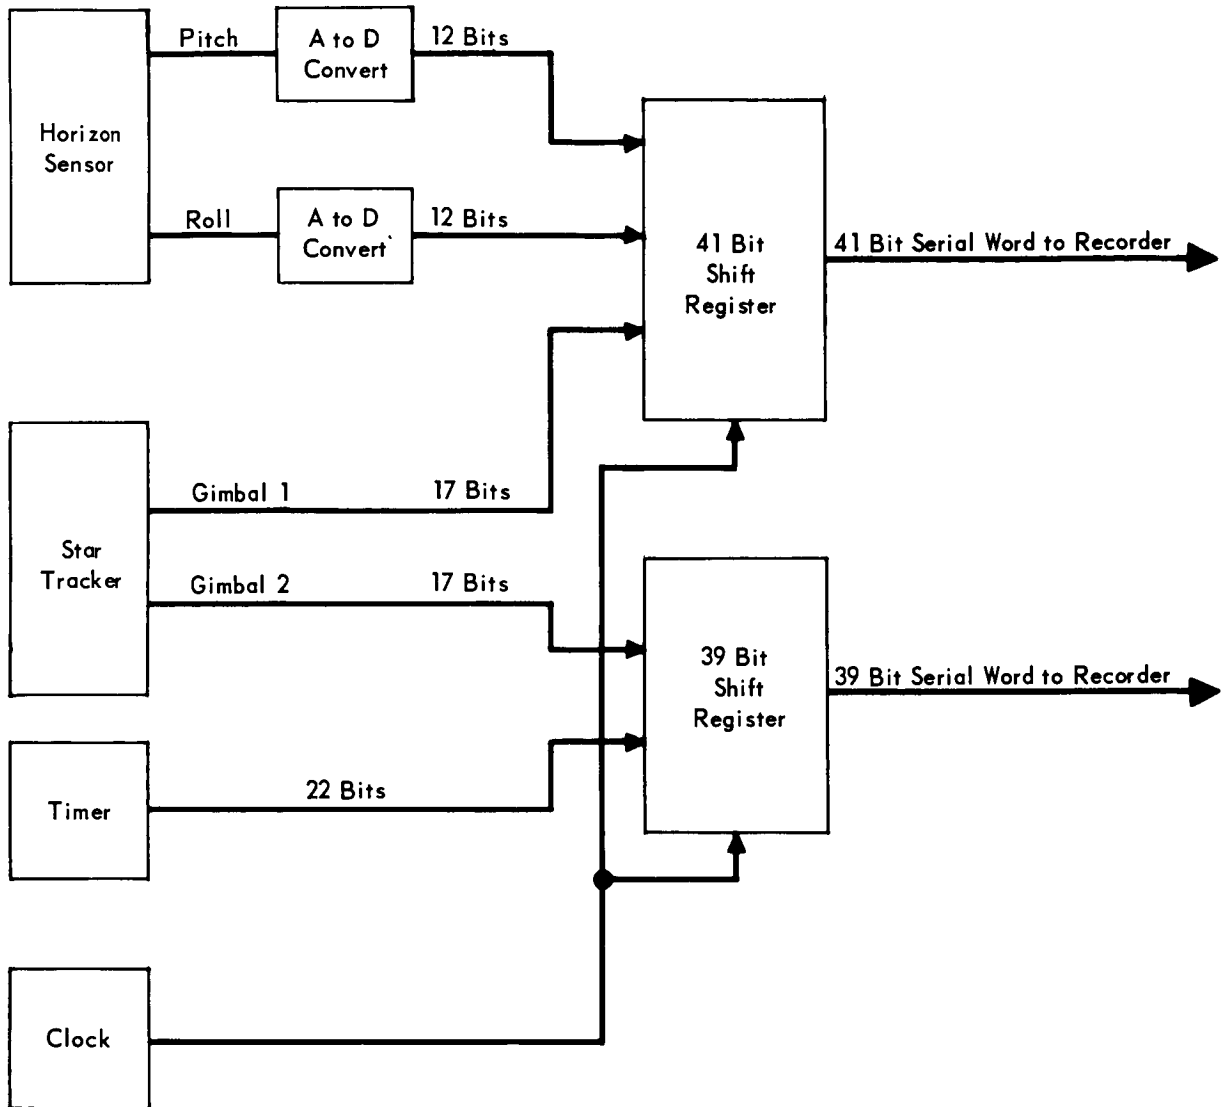 Pitch
A to D
Convert
12 Bits
Horizon
Sensor
Roll
A to D
Convert
12 Bits
41 Bit
Shift
Register
41 Bit Serial Word to Recorder
Gimbal 1
17 Bits
Star
Tracker
Gimbal 2
17 Bits
39 Bit
Shift
Register
39 Bit Serial Word to Recorder
Timer
22 Bits
Clock